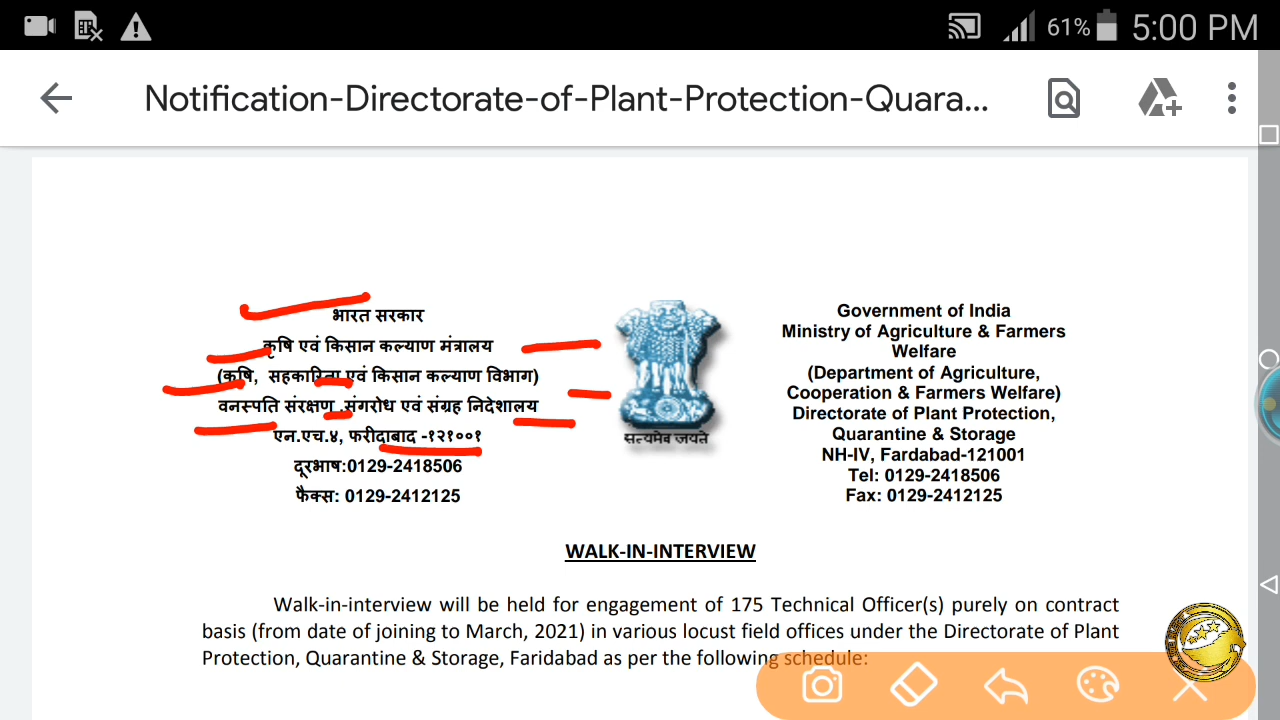 61% 5:00 PM
Notification-Directorate-of-Plant-Protection-Quara...
भारत सरकार
कृषि एवं किसान कल्याण मंत्रालय
(कृषि, सहकारिता एवं किसान कल्याण विभाग)
वनस्पति संरक्षण ,संगरोध एवं संग्रह निदेशालय
एन.एच.४, फरीदाबाद -१२१००१
दूरभाष:0129-2418506
फैक्स: 0129-2412125
सत्यमेव जयते
Government of India
Ministry of Agriculture & Farmers
Welfare
(Department of Agriculture,
Cooperation & Farmers Welfare)
Directorate of Plant Protection,
Quarantine & Storage
NH-IV, Fardabad-121001
Tel: 0129-2418506
Fax: 0129-2412125
WALK-IN-INTERVIEW
Walk-in-interview will be held for engagement of 175 Technical Officer(s) purely on contract
basis (from date of joining to March, 2021) in various locust field offices under the Directorate of Plant
Protection, Quarantine & Storage, Faridabad as per the following schedule: